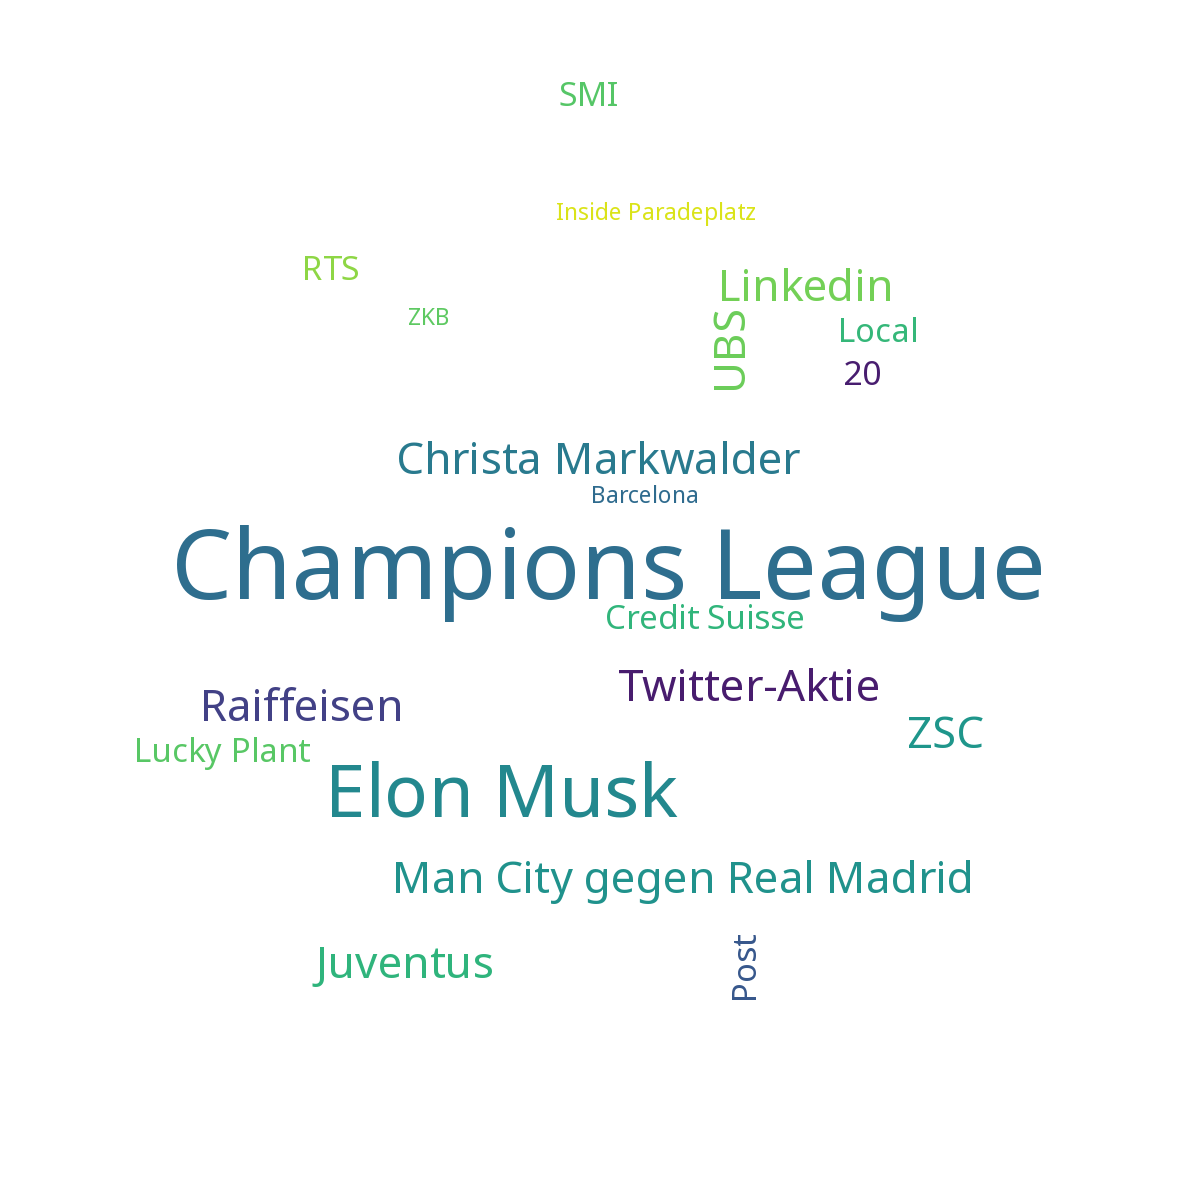 SMI
Inside Paradeplatz
RTS
Linkedin
ZKB
UBS
Local
20
Christa Markwalder
Barcelona
Champions League
Credit Suisse
Twitter-Aktie
Raiffeisen
ZSC
Lucky Plant
Elon Musk
Man City gegen Real Madrid
Juventus
Post